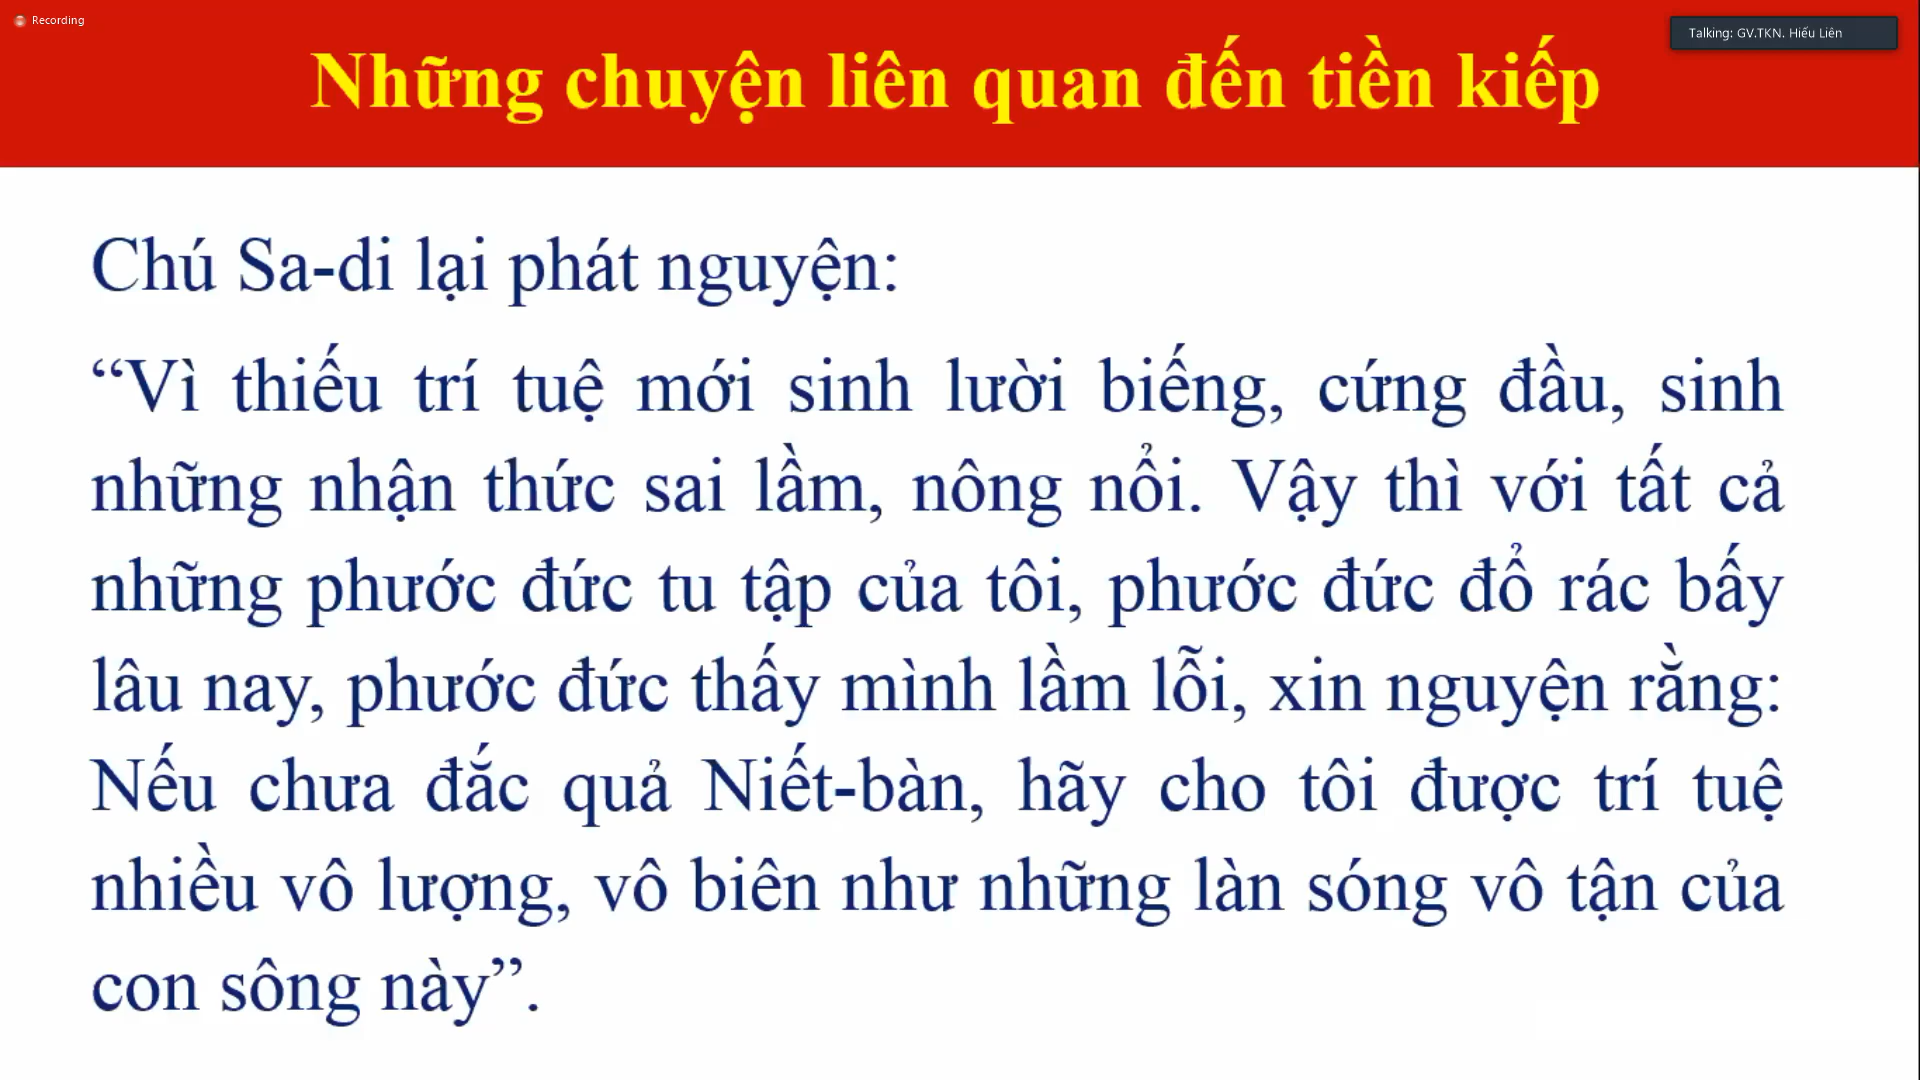 Recording
Talking: GV.TKN. Hiếu Liên
Những chuyện liên quan đến tiền kiếp
Chú Sa-di lại phát nguyện:
“Vì thiếu trí tuệ mới sinh lười biếng, cứng đầu, sinh
những nhận thức sai lầm, nông nổi. Vậy thì với tất cả
những phước đức tu tập của tôi, phước đức đổ rác bấy
lâu nay, phước đức thấy mình lầm lỗi, xin nguyện rằng:
Nếu chưa đắc quả Niết-bàn, hãy cho tôi được trí tuệ
nhiều vô lượng, vô biên như những làn sóng vô tận của
con sông này”.